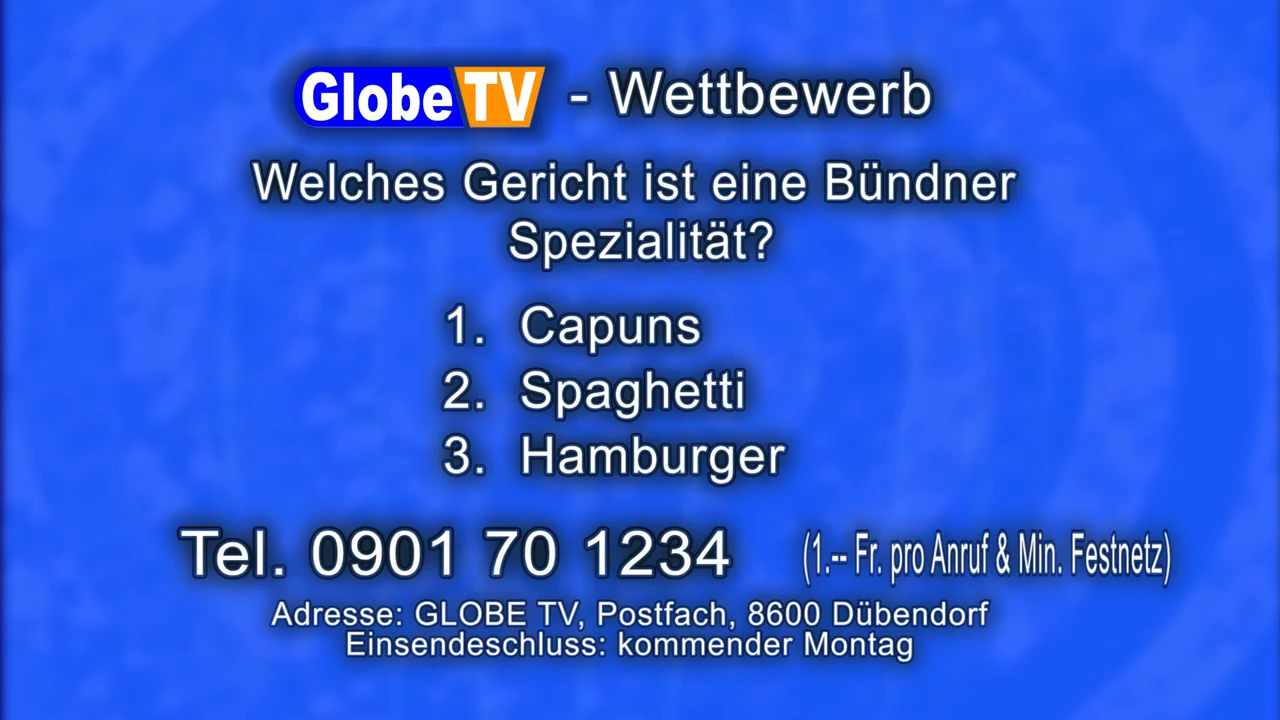 GlobeTV - Wettbewerb
Welches Gericht ist eine Bündner
Spezialität?
1. Capuns
2. Spaghetti
3. Hamburger
Tel. 0901 70 1234 (1.-- Fr. pro Anruf & Min. Festnetz)
Adresse: GLOBE TV, Postfach, 8600 Dübendorf
Einsendeschluss: kommender Montag